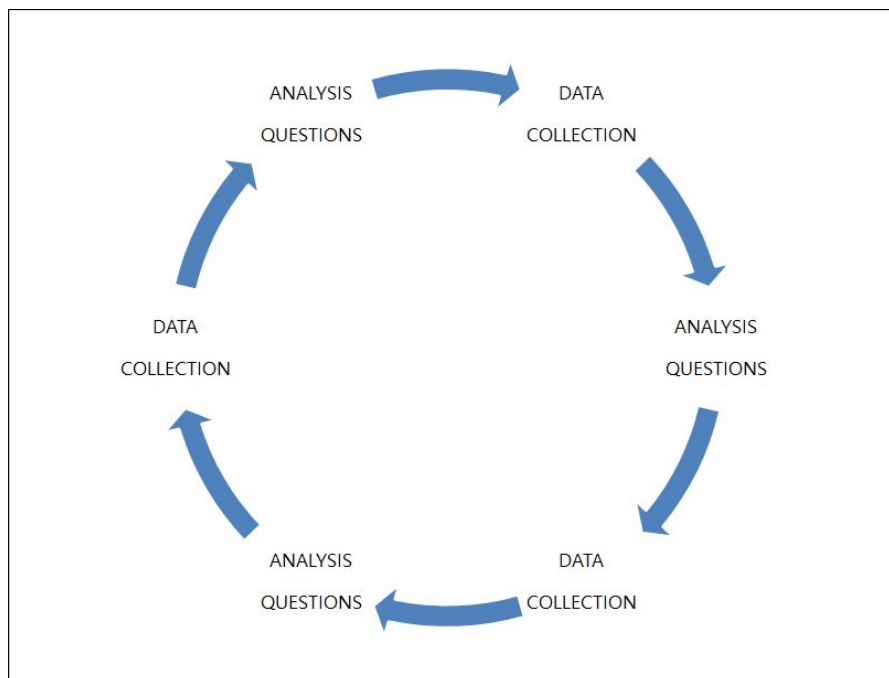 ANALYSIS
QUESTIONS
DATA
COLLECTION
ANALYSIS
QUESTIONS
DATA
COLLECTION
ANALYSIS
QUESTIONS
DATA
COLLECTION